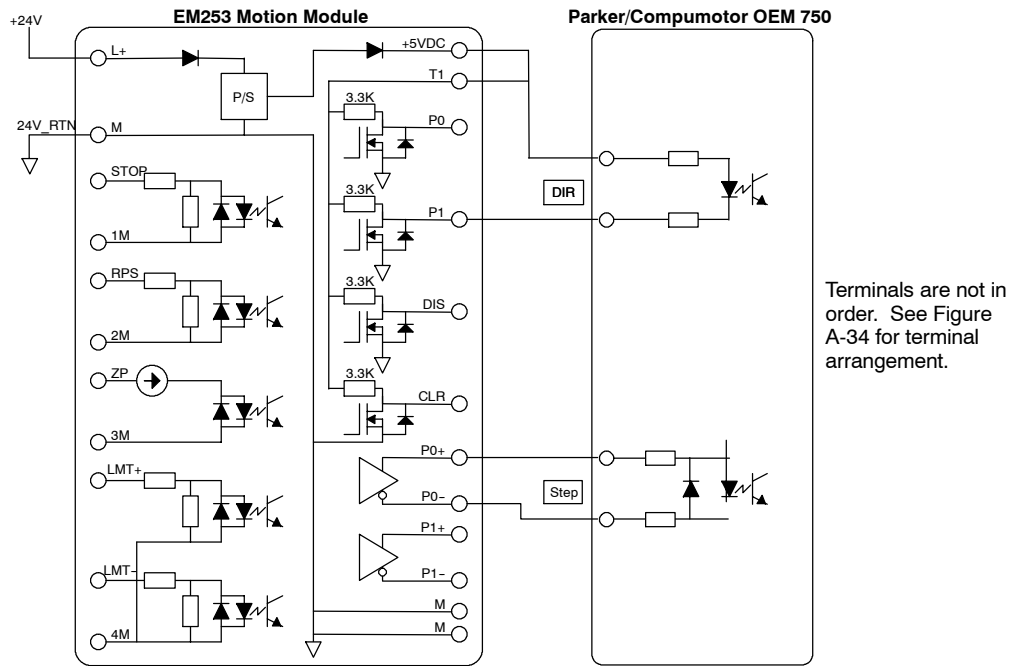 EM253 Motion Module
Parker/Compumotor OEM 750
+24V
L+
+5VDC
T1
P/S
3.3K
P0
24V_RTN
M
STOP
3.3K
DIR
P1
1M
RPS
3.3K
DIS
2M
Terminals are not in
order. See Figure
A-34 for terminal
arrangement.
ZP
3.3K
CLR
3M
P0+
LMT+
Step
P0−
P1+
LMT−
P1−
M
4M
M